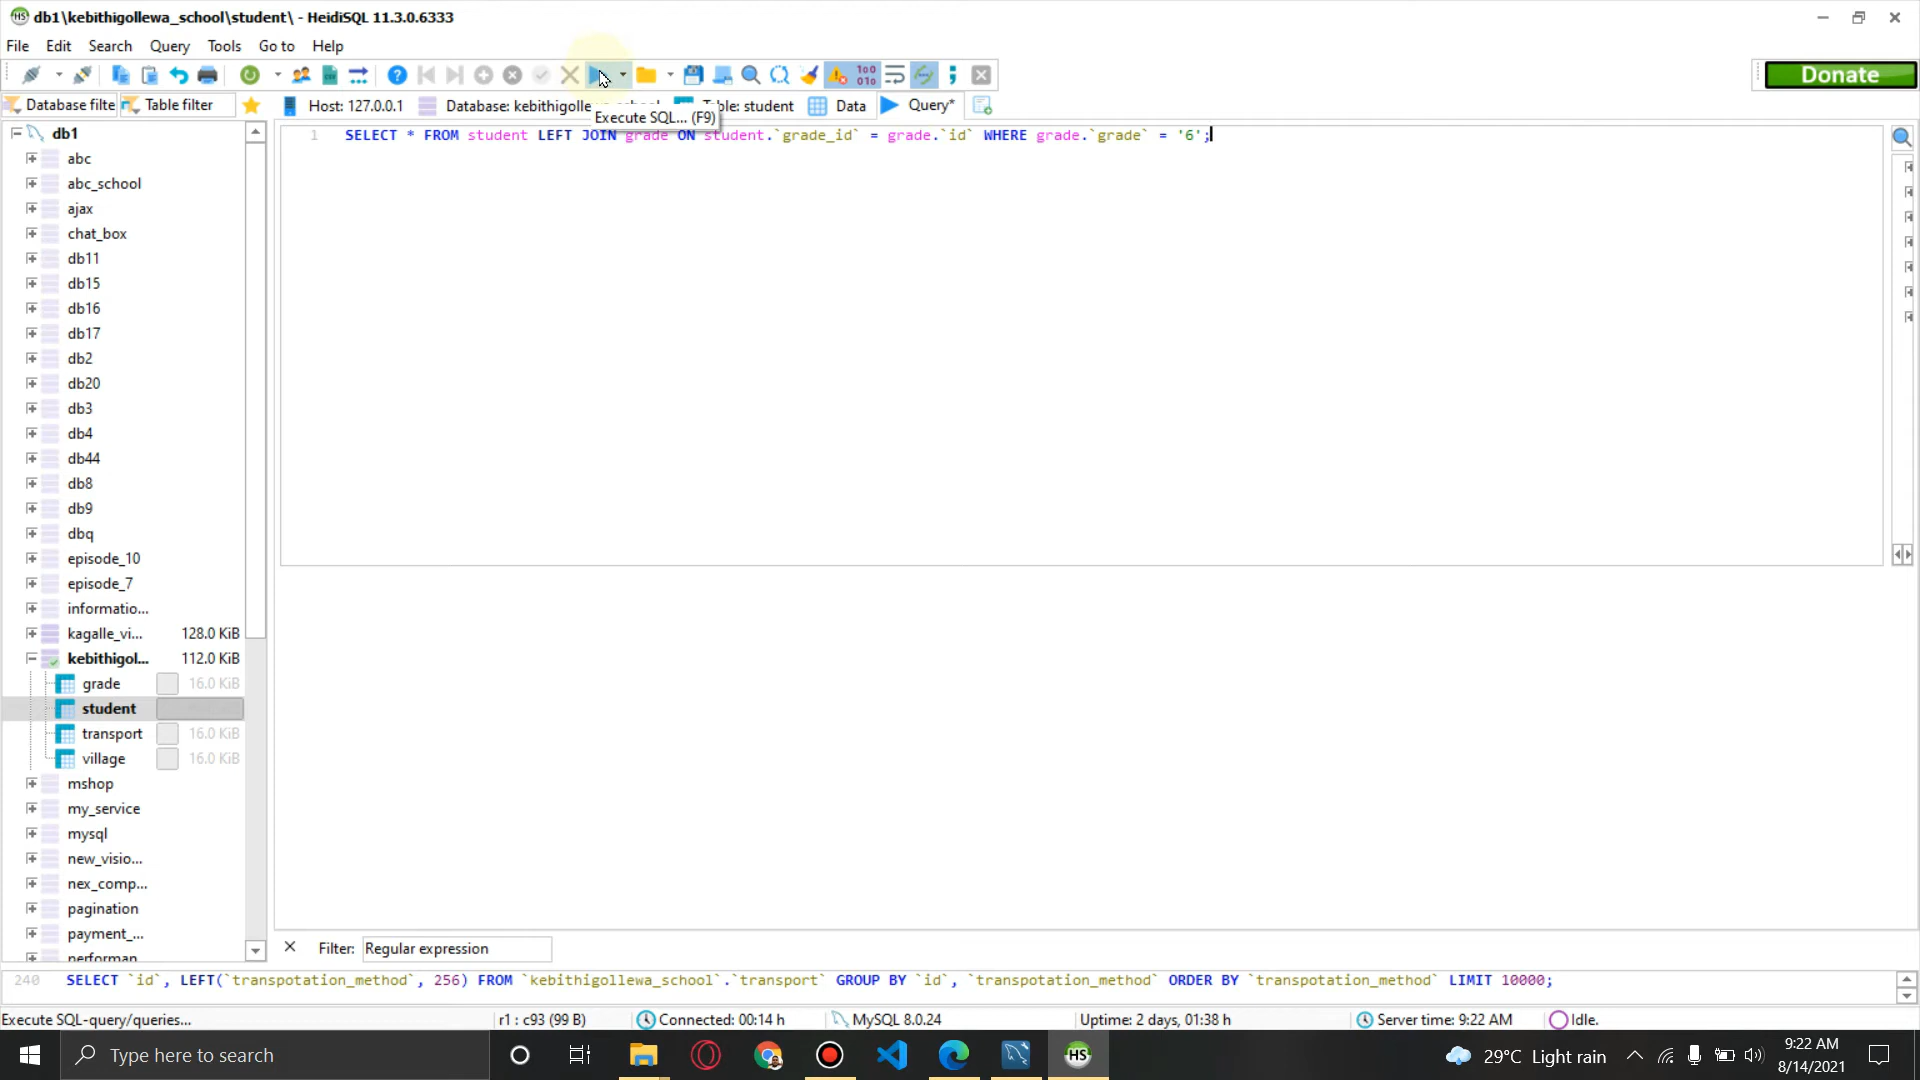 db1\kebithigollewa_school\student\ - HeidiSQL 11.3.0.6333
File Edit Search Query Tools Go to Help
Donate
Database filte Table filter Host: 127.0.0.1 Database: kebithigolle Table: student Data Query*
Execute SQL... (F9)
1 SELECT * FROM student LEFT JOIN grade ON student.`grade_id` = grade.`id` WHERE grade.`grade` = '6';
db1
abc
abc_school
ajax
chat_box
db11
db15
db16
db17
db2
db20
db3
db4
db44
db8
db9
dbq
episode_10
episode_7
informatio...
kagalle_vi... 128.0 KiB
kebithigol... 112.0 KiB
grade 16.0 KiB
student
transport 16.0 KiB
village 16.0 KiB
mshop
my_service
mysql
new_visio...
nex_comp...
pagination
payment_...
performan
Filter: Regular expression
240 SELECT `id`, LEFT(`transpotation_method`, 256) FROM `kebithigollewa_school`.`transport` GROUP BY `id`, `transpotation_method` ORDER BY `transpotation_method` LIMIT 10000;
Execute SQL-query/queries... r1 : c93 (99 B) Connected: 00:14 h MySQL 8.0.24 Uptime: 2 days, 01:38 h Server time: 9:22 AM Idle.
Type here to search
HS
29°C Light rain
9:22 AM
8/14/2021